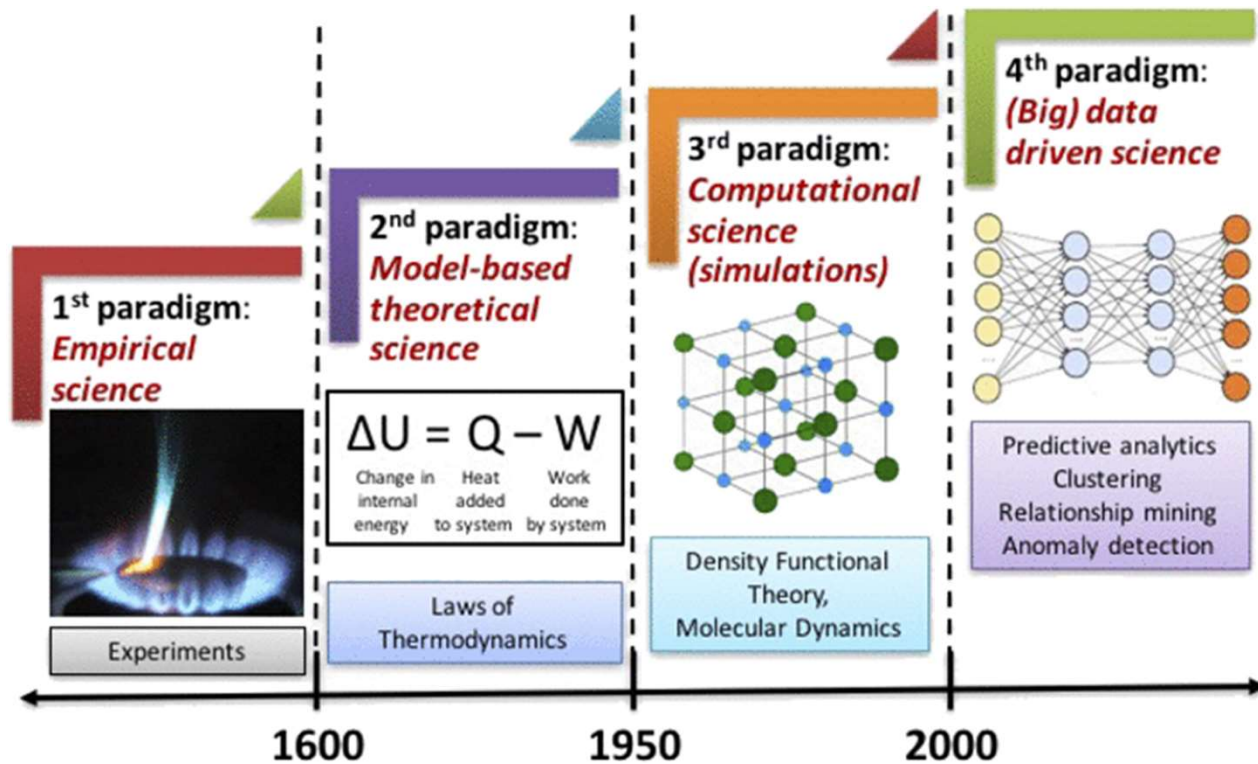 1st paradigm:
Empirical
science
Experiments
2nd paradigm:
Model-based
theoretical
science
ΔU = Q – W
Change in internal energy
Heat added to system
Work done by system
Laws of
Thermodynamics
3rd paradigm:
Computational
science
(simulations)
Density Functional
Theory,
Molecular Dynamics
4th paradigm:
(Big) data
driven science
Predictive analytics
Clustering
Relationship mining
Anomaly detection
1600
1950
2000